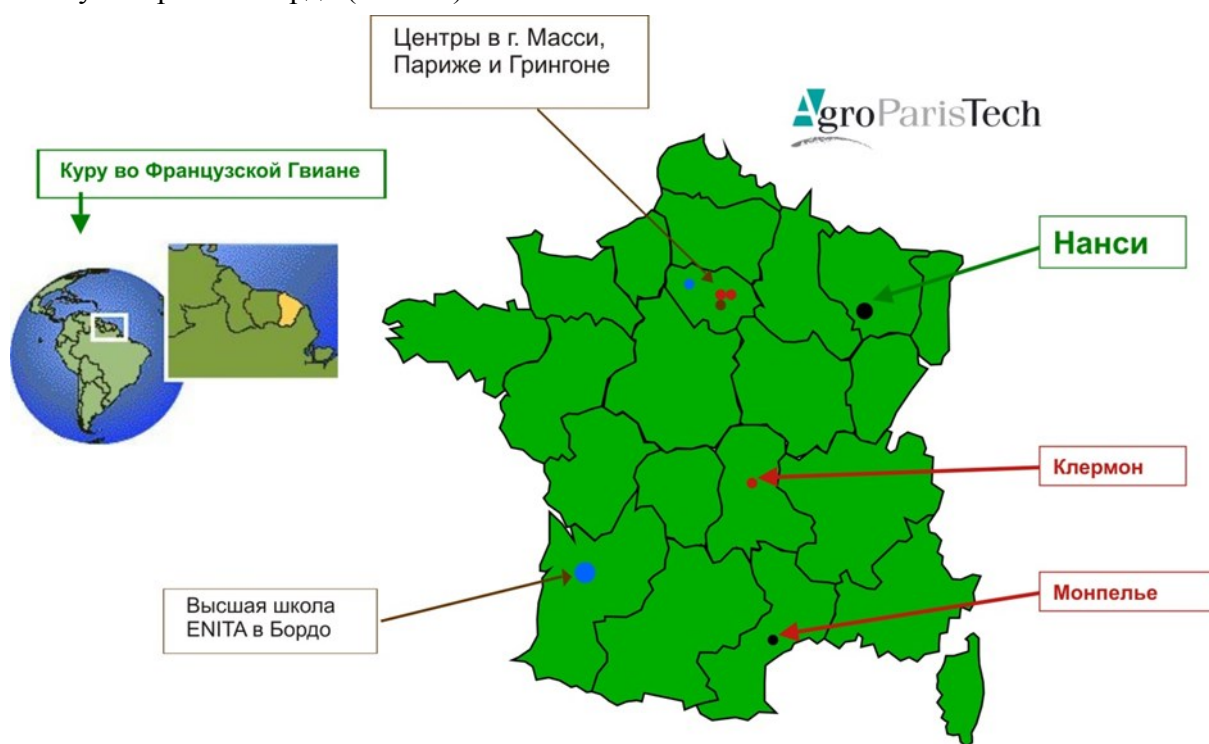 Центры в г. Масси,
Париже и Грингоне
AgroParisTech
Куру во Французской Гвиане
Нанси
Клермон
Высшая школа
ENITA в Бордо
Монпелье